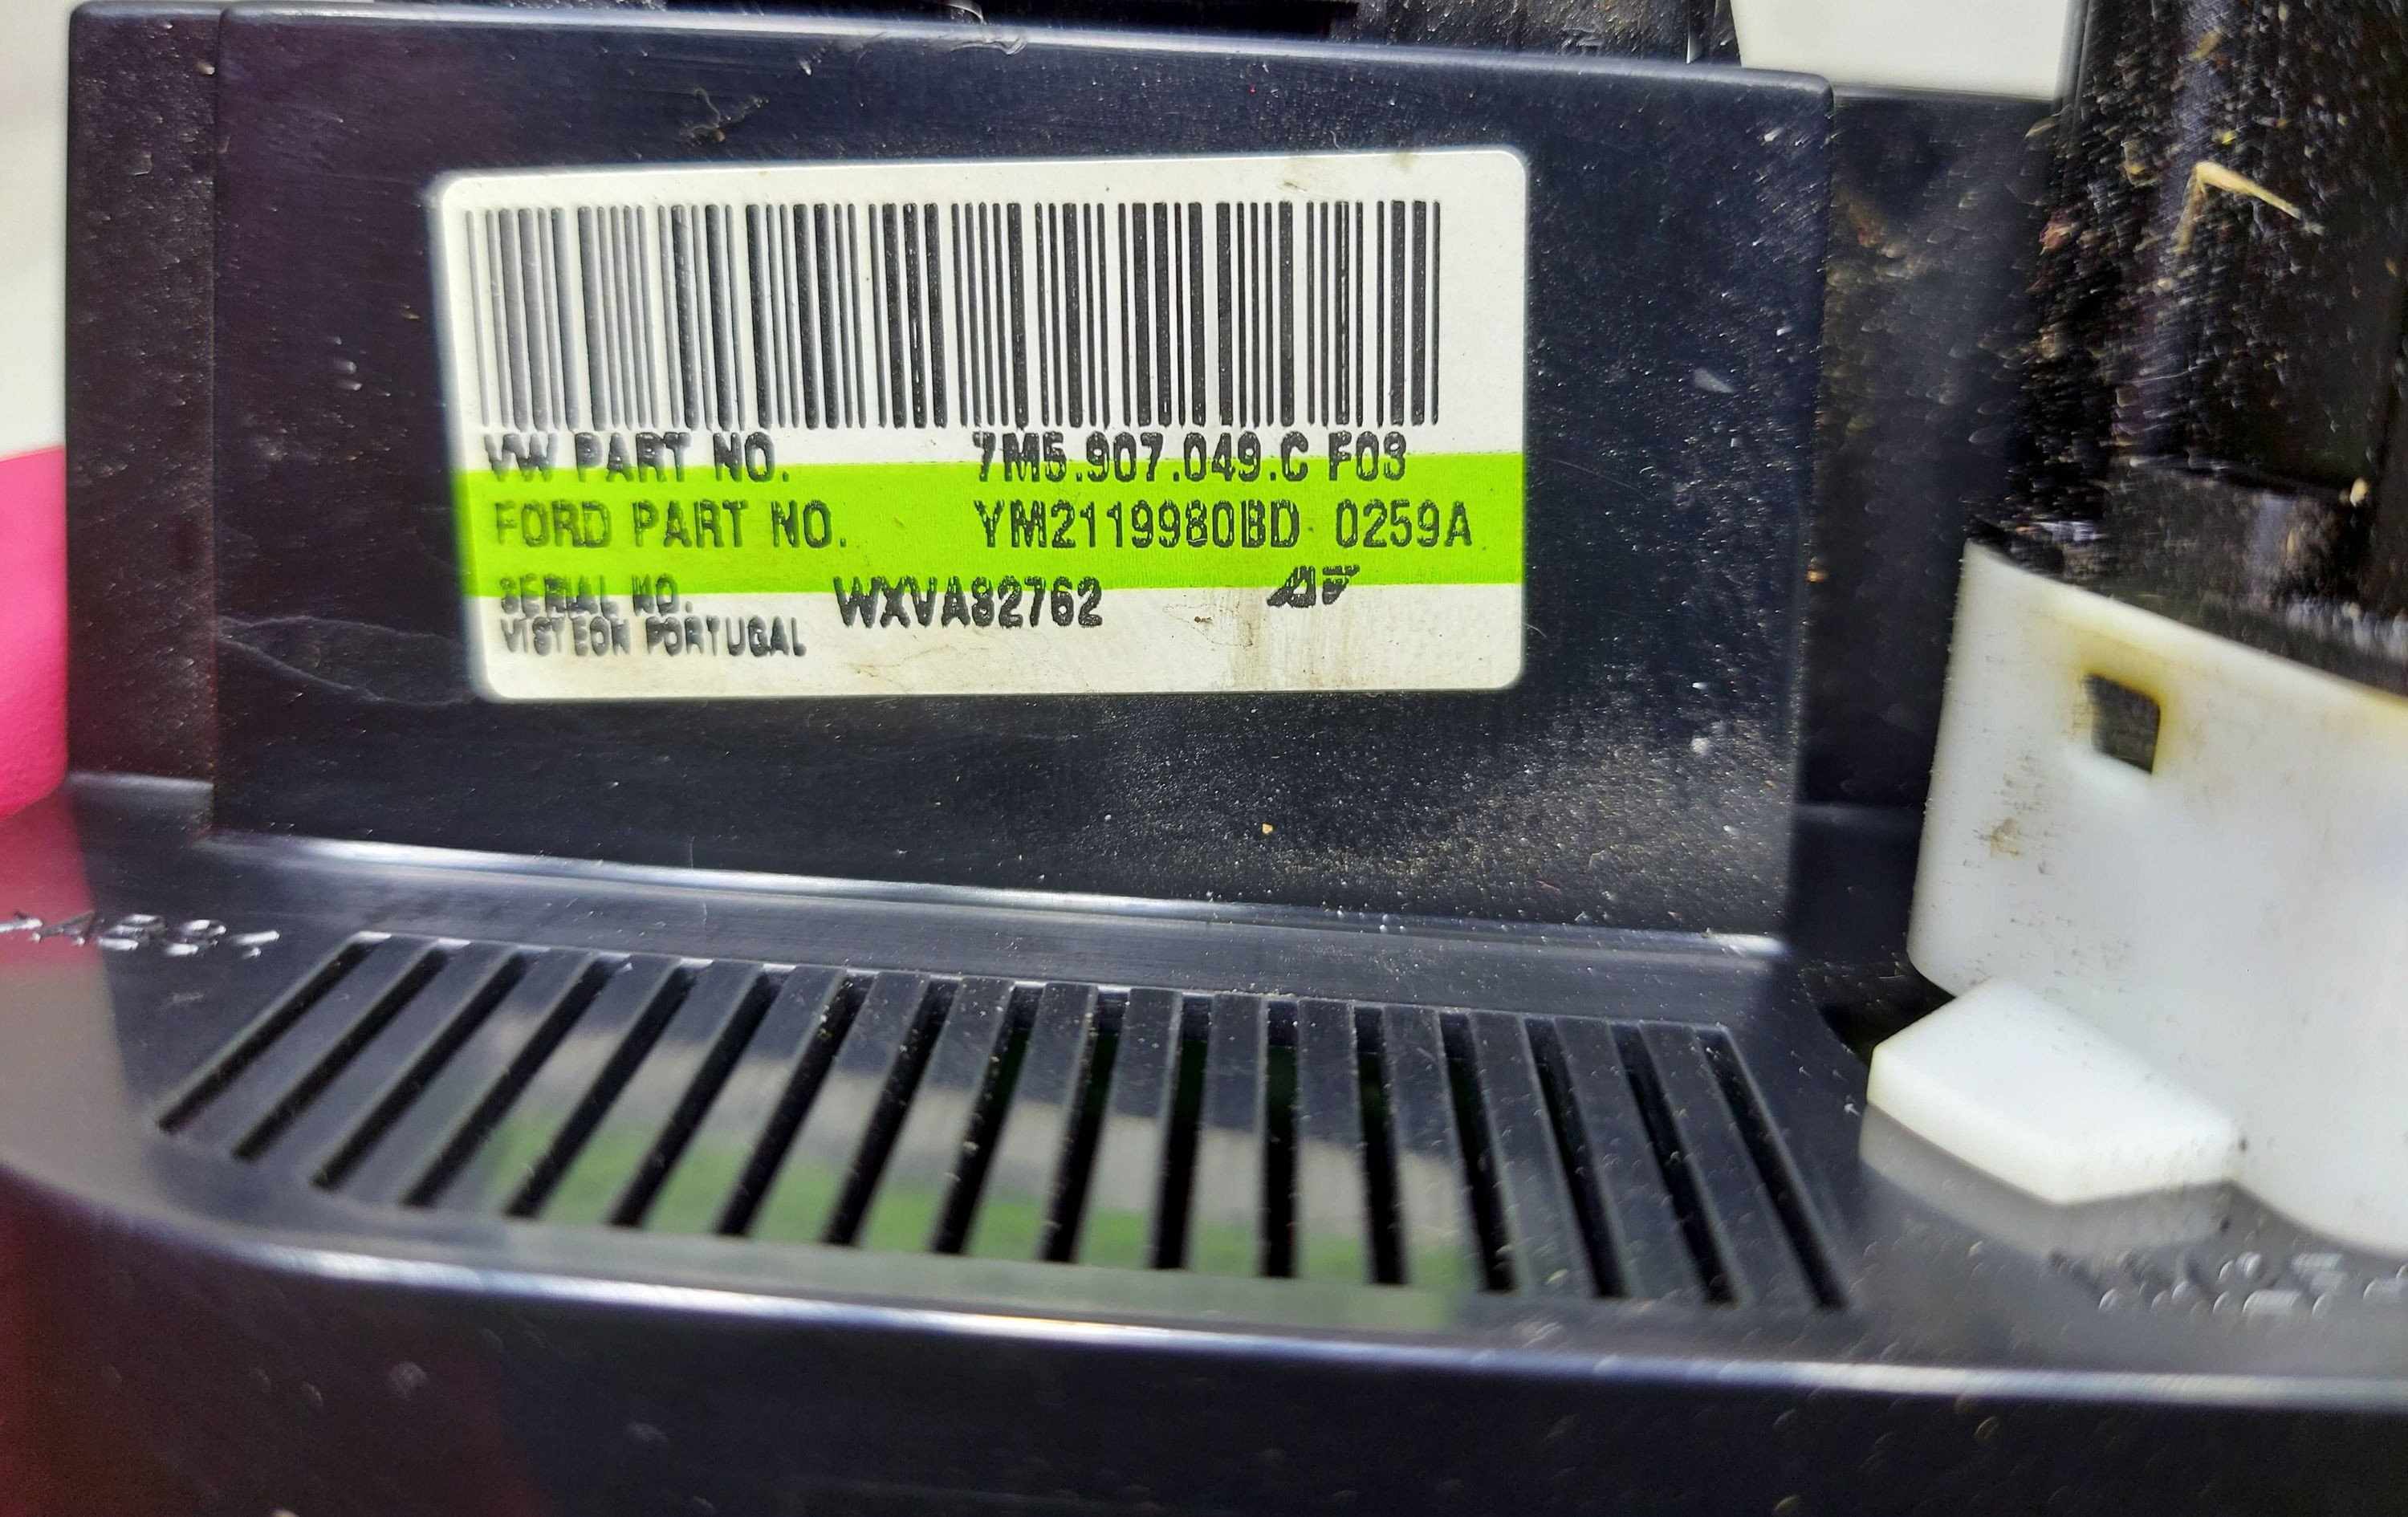 VW PART NO. 7M5.907.049.C F03
FORD PART NO. YM2119980BD 0259A
SERIAL NO. WXVA82762
VISTEON PORTUGAL